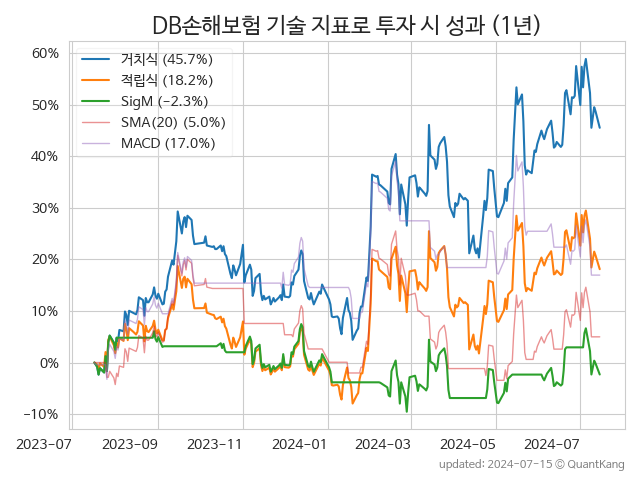 DB손해보험 기술 지표로 투자 시 성과 (1년)
60%
50%
40%
30%
20%
10%
0%
−10%
거치식 (45.7%)
적립식 (18.2%)
SigM (−2.3%)
SMA(20) (5.0%)
MACD (17.0%)
2023-07 2023-09 2023-11 2024-01 2024-03 2024-05 2024-07
updated: 2024-07-15 © QuantKang